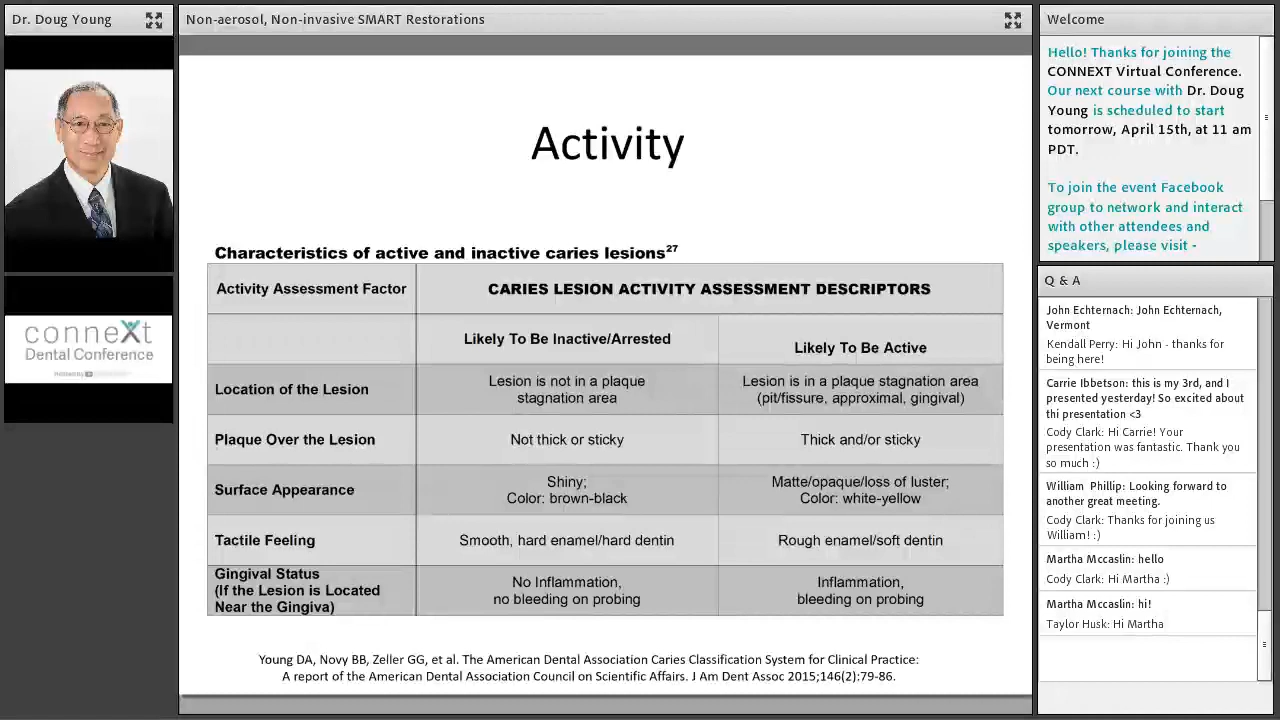 Dr. Doug Young
Non-aerosol, Non-invasive SMART Restorations
Activity
Characteristics of active and inactive caries lesions27
Activity Assessment Factor
CARIES LESION ACTIVITY ASSESSMENT DESCRIPTORS
Likely To Be Inactive/Arrested
Likely To Be Active
Location of the Lesion
Lesion is not in a plaque
stagnation area
Lesion is in a plaque stagnation area
(pit/fissure, approximal, gingival)
Plaque Over the Lesion
Not thick or sticky
Thick and/or sticky
Surface Appearance
Shiny;
Color: brown-black
Matte/opaque/loss of luster;
Color: white-yellow
Tactile Feeling
Smooth, hard enamel/hard dentin
Rough enamel/soft dentin
Gingival Status
(If the Lesion is Located
Near the Gingiva)
No Inflammation,
no bleeding on probing
Inflammation,
bleeding on probing
Young DA, Novy BB, Zeller GG, et al. The American Dental Association Caries Classification System for Clinical Practice:
A report of the American Dental Association Council on Scientific Affairs. J Am Dent Assoc 2015;146(2):79-86.
conneXt
Dental Conference
Welcome
Hello! Thanks for joining the
CONNEXT Virtual Conference.
Our next course with Dr. Doug
Young is scheduled to start
tomorrow, April 15th, at 11 am
PDT.
To join the event Facebook
group to network and interact
with other attendees and
speakers, please visit -
Q & A
John Echternach: John Echternach,
Vermont
Kendall Perry: Hi John - thanks for
being here!
Carrie Ibbetson: this is my 3rd, and I
presented yesterday! So excited about
thi presentation <3
Cody Clark: Hi Carrie! Your
presentation was fantastic. Thank you
so much :)
William Phillip: Looking forward to
another great meeting.
Cody Clark: Thanks for joining us
William! :)
Martha Mccaslin: hello
Cody Clark: Hi Martha :)
Martha Mccaslin: hi!
Taylor Husk: Hi Martha